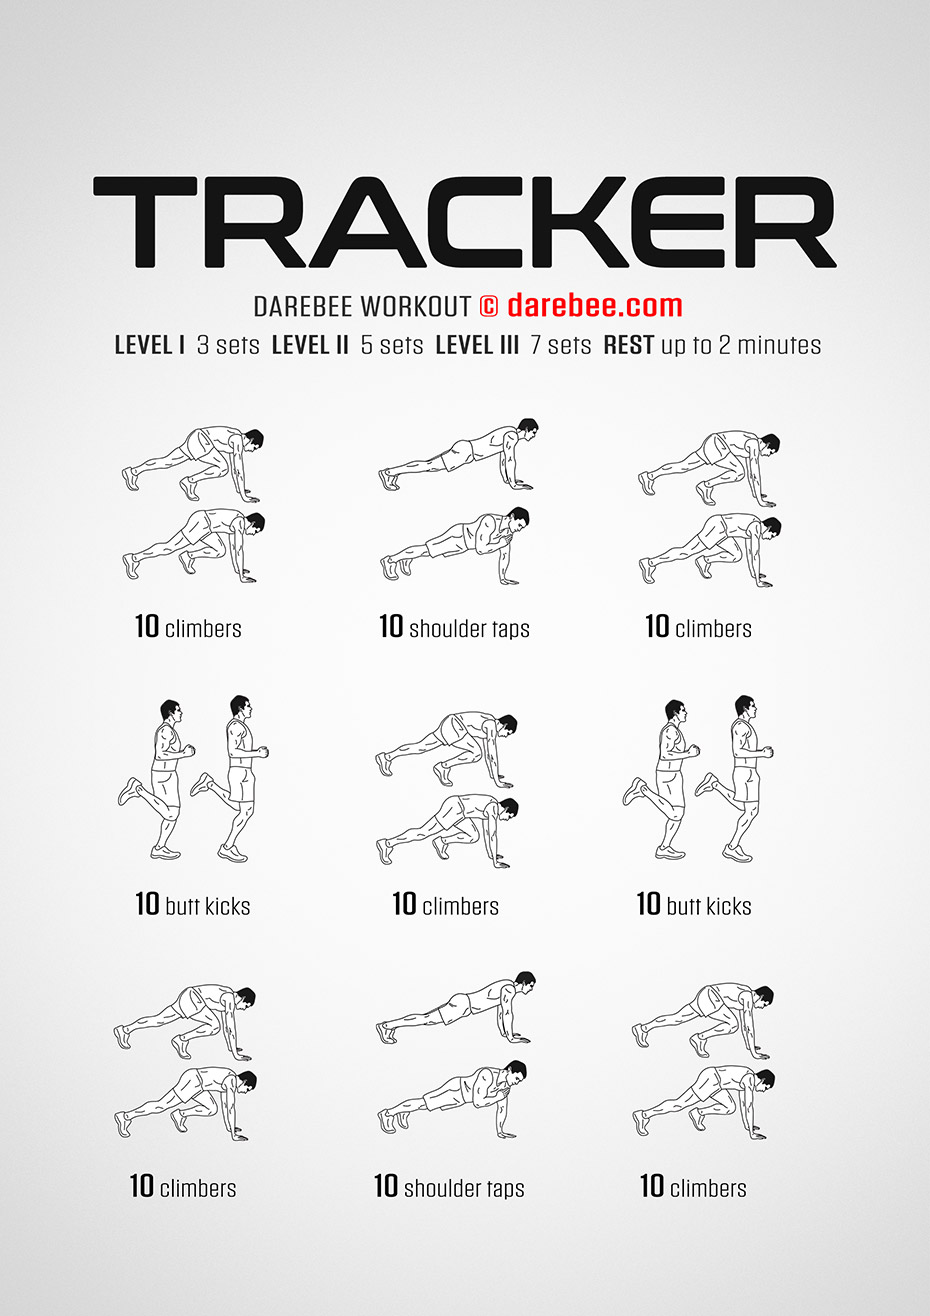 TRACKER
DAREBEE WORKOUT © darebee.com
LEVEL I 3 sets LEVEL II 5 sets LEVEL III 7 sets REST up to 2 minutes
10 climbers
10 shoulder taps
10 climbers
10 butt kicks
10 climbers
10 butt kicks
10 climbers
10 shoulder taps
10 climbers